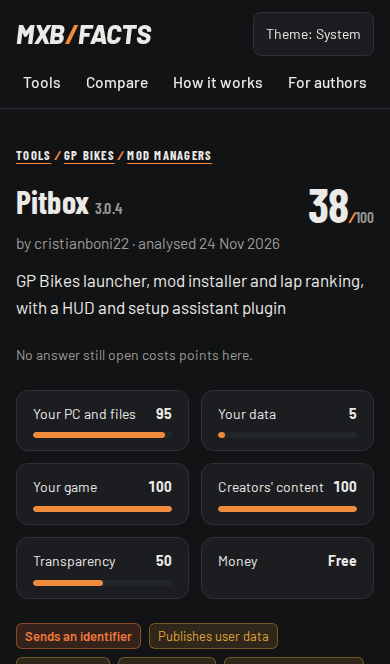 MXB/FACTS
Theme: System
Tools Compare How it works For authors
TOOLS / GP BIKES / MOD MANAGERS
Pitbox 3.0.4
38/100
by cristianboni22 · analysed 24 Nov 2026
GP Bikes launcher, mod installer and lap ranking,
with a HUD and setup assistant plugin
No answer still open costs points here.
Your PC and files 95
Your data 5
Your game 100
Creators' content 100
Transparency 50
Money Free
Sends an identifier
Publishes user data